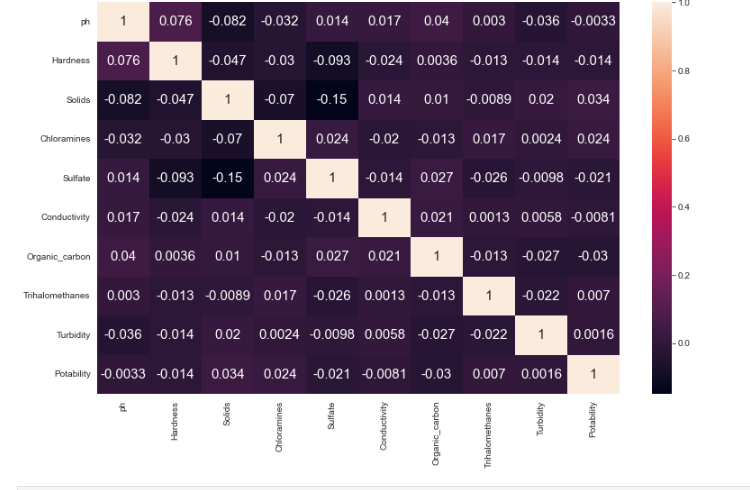 ph 1 0.076 -0.082 -0.032 0.014 0.017 0.04 0.003 -0.036 -0.0033
Hardness 0.076 1 -0.047 -0.03 -0.093 -0.024 0.0036 -0.013 -0.014 -0.014
Solids -0.082 -0.047 1 -0.07 -0.15 0.014 0.01 -0.0089 0.02 0.034
Chloramines -0.032 -0.03 -0.07 1 0.024 -0.02 -0.013 0.017 0.0024 0.024
Sulfate 0.014 -0.093 -0.15 0.024 1 -0.014 0.027 -0.026 -0.0098 -0.021
Conductivity 0.017 -0.024 0.014 -0.02 -0.014 1 0.021 0.0013 0.0058 -0.0081
Organic_carbon 0.04 0.0036 0.01 -0.013 0.027 0.021 1 -0.013 -0.027 -0.03
Trihalomethanes 0.003 -0.013 -0.0089 0.017 -0.026 0.0013 -0.013 1 -0.022 0.007
Turbidity -0.036 -0.014 0.02 0.0024 -0.0098 0.0058 -0.027 -0.022 1 0.0016
Potability -0.0033 -0.014 0.034 0.024 -0.021 -0.0081 -0.03 0.007 0.0016 1
ph Hardness Solids Chloramines Sulfate Conductivity Organic_carbon Trihalomethanes Turbidity Potability
1.0
0.8
0.6
0.4
0.2
0.0